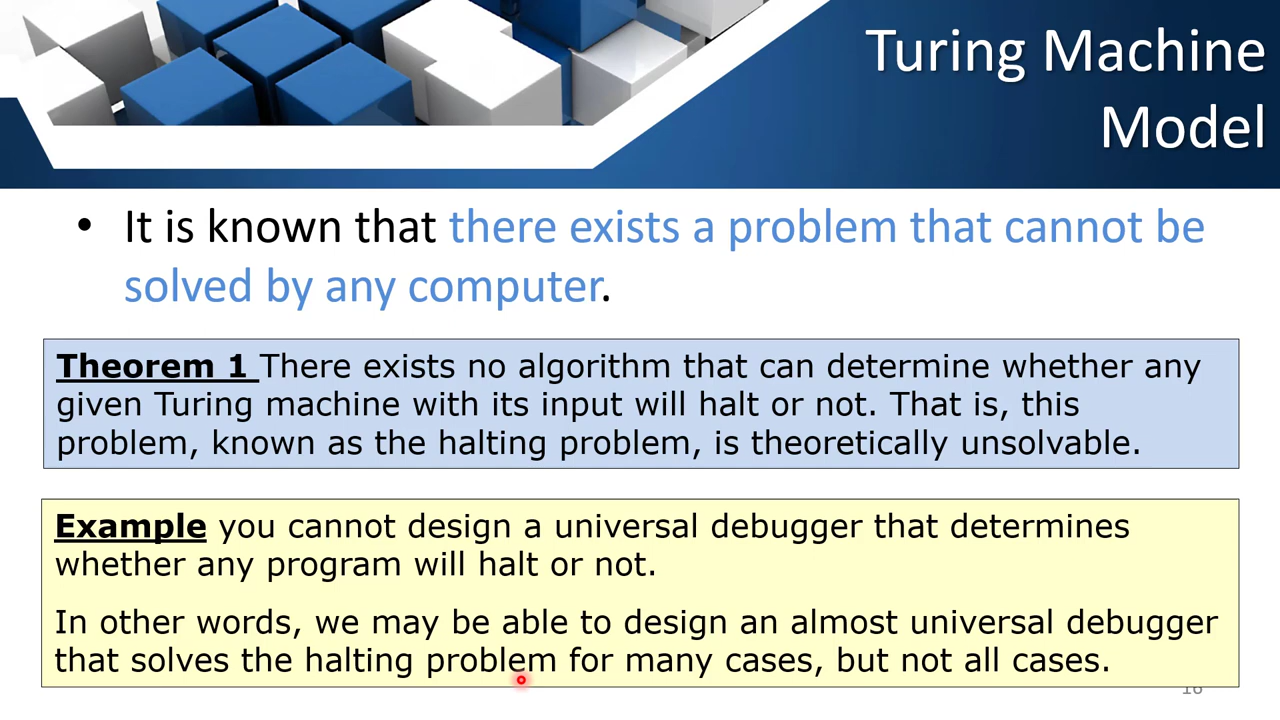 Turing Machine
Model
• It is known that there exists a problem that cannot be
solved by any computer.
Theorem 1 There exists no algorithm that can determine whether any
given Turing machine with its input will halt or not. That is, this
problem, known as the halting problem, is theoretically unsolvable.
Example you cannot design a universal debugger that determines
whether any program will halt or not.
In other words, we may be able to design an almost universal debugger
that solves the halting problem for many cases, but not all cases.
16